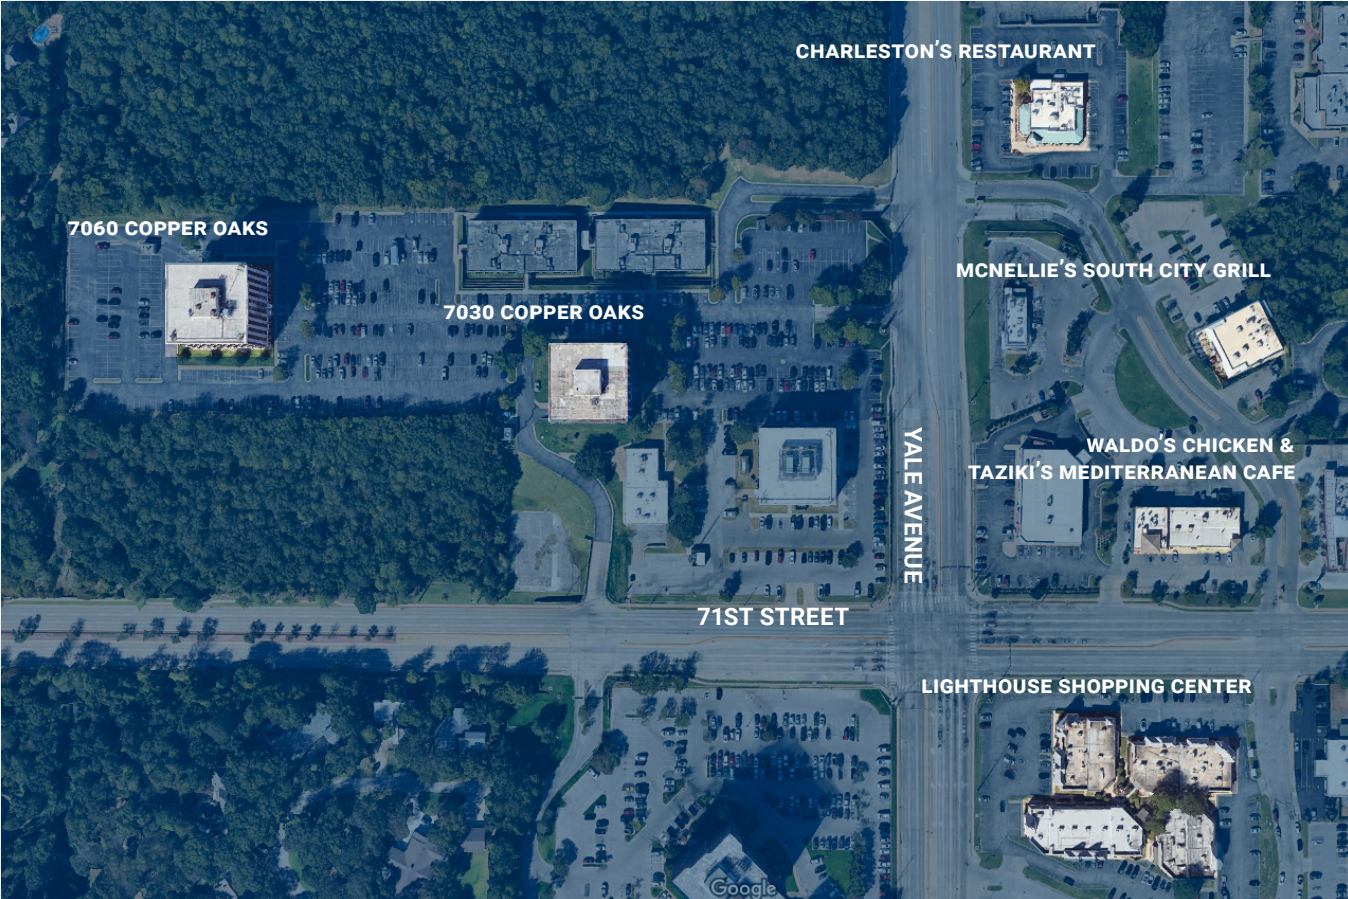 CHARLESTON'S RESTAURANT
7060 COPPER OAKS
MCNELLIE'S SOUTH CITY GRILL
7030 COPPER OAKS
WALDO'S CHICKEN &
TAZIKI'S MEDITERRANEAN CAFE
YALE AVENUE
71ST STREET
LIGHTHOUSE SHOPPING CENTER
Google